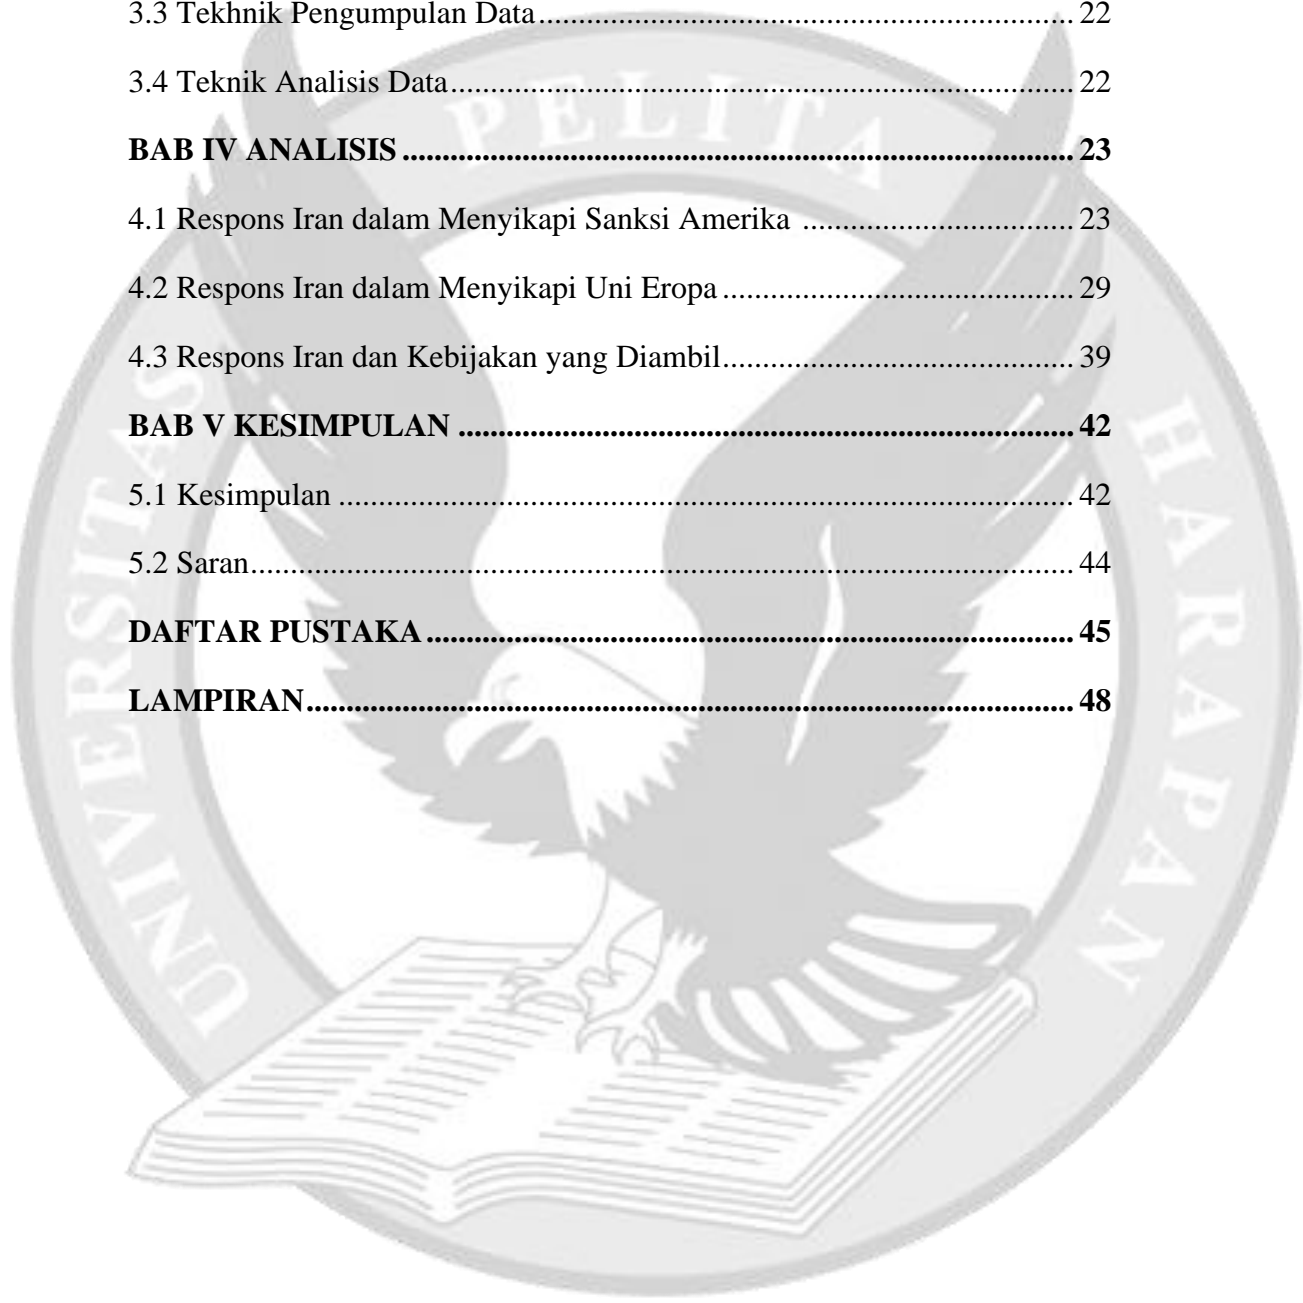 3.3 Tekhnik Pengumpulan Data.................................................................... 22
3.4 Teknik Analisis Data............................................................................... 22
BAB IV ANALISIS ..................................................................................... 23
4.1 Respons Iran dalam Menyikapi Sanksi Amerika .................................. 23
4.2 Respons Iran dalam Menyikapi Uni Eropa ............................................ 29
4.3 Respons Iran dan Kebijakan yang Diambil............................................ 39
BAB V KESIMPULAN .............................................................................. 42
5.1 Kesimpulan ............................................................................................. 42
5.2 Saran........................................................................................................ 44
DAFTAR PUSTAKA .................................................................................. 45
LAMPIRAN................................................................................................. 48
UNIVERSITAS PELITA HARAPAN